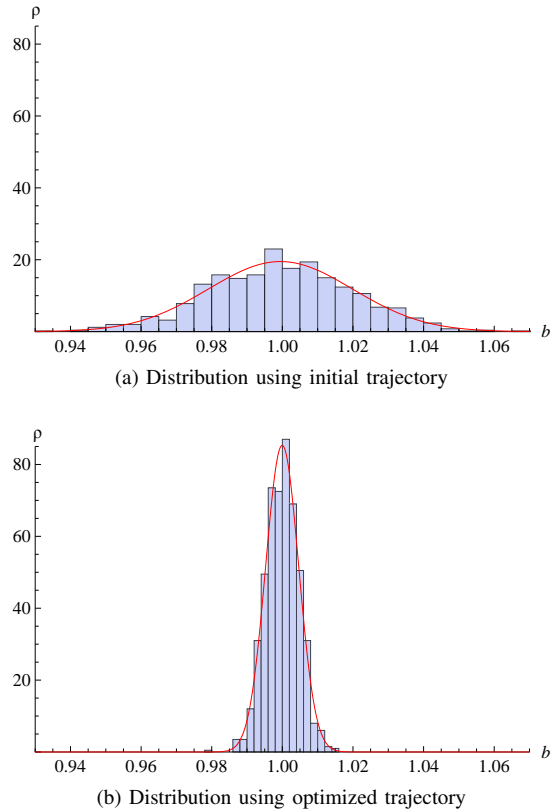 ρ
80
60
40
20
0.94 0.96 0.98 1.00 1.02 1.04 1.06 b
(a) Distribution using initial trajectory
ρ
80
60
40
20
0.94 0.96 0.98 1.00 1.02 1.04 1.06 b
(b) Distribution using optimized trajectory